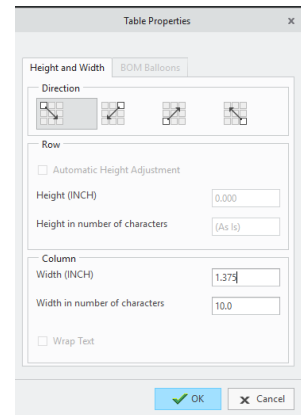 Table Properties x
Height and Width BOM Balloons
Direction
Row
Automatic Height Adjustment
Height (INCH) 0.000
Height in number of characters (As Is)
Column
Width (INCH) 1.375
Width in number of characters 10.0
Wrap Text
OK Cancel